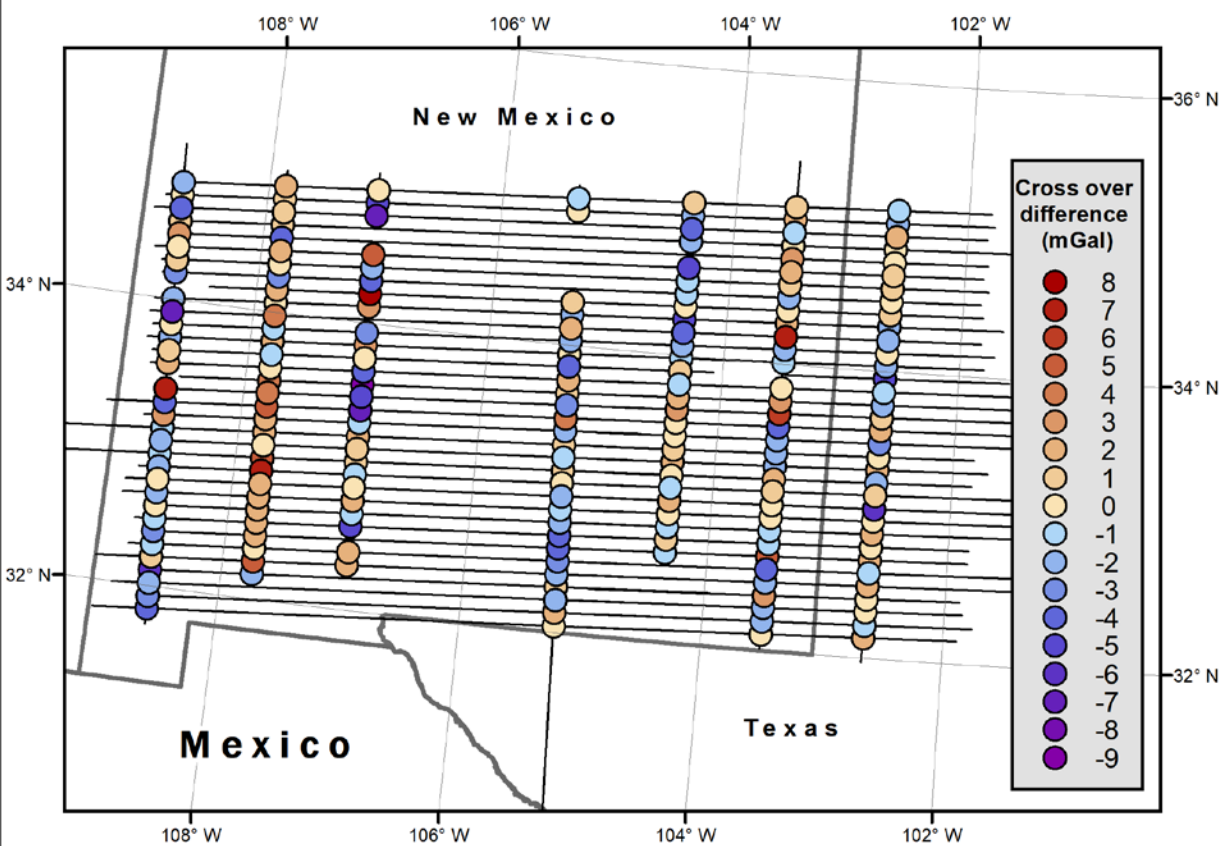 108° W 106° W 104° W 102° W
New Mexico
36° N
Cross over
difference
(mGal)
8
7
34° N
6
5
4
34° N
3
2
1
0
-1
32° N
-2
-3
-4
-5
-6
32° N
-7
Texas
Mexico
-8
-9
108° W 106° W 104° W 102° W